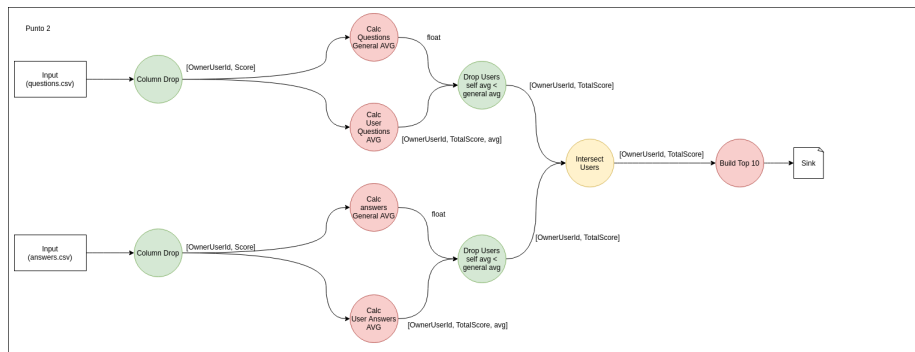 Punto 2
Input
(questions.csv)
Column Drop
[OwnerUserId, Score]
Calc
Questions
General AVG
float
Calc
User
Questions
AVG
[OwnerUserId, TotalScore, avg]
Drop Users
self avg <
general avg
[OwnerUserId, TotalScore]
Intersect
Users
[OwnerUserId, TotalScore]
Build Top 10
Sink
Input
(answers.csv)
Column Drop
[OwnerUserId, Score]
Calc
answers
General AVG
float
Calc
User Answers
AVG
[OwnerUserId, TotalScore, avg]
Drop Users
self avg <
general avg
[OwnerUserId, TotalScore]